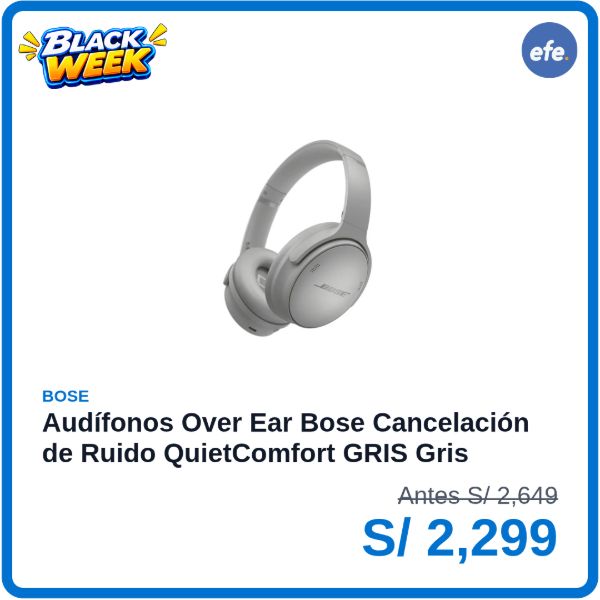 BLACK
WEEK
efe.
BOSE
BOSE
Audífonos Over Ear Bose Cancelación
de Ruido QuietComfort GRIS Gris
Antes S/ 2,649
S/ 2,299